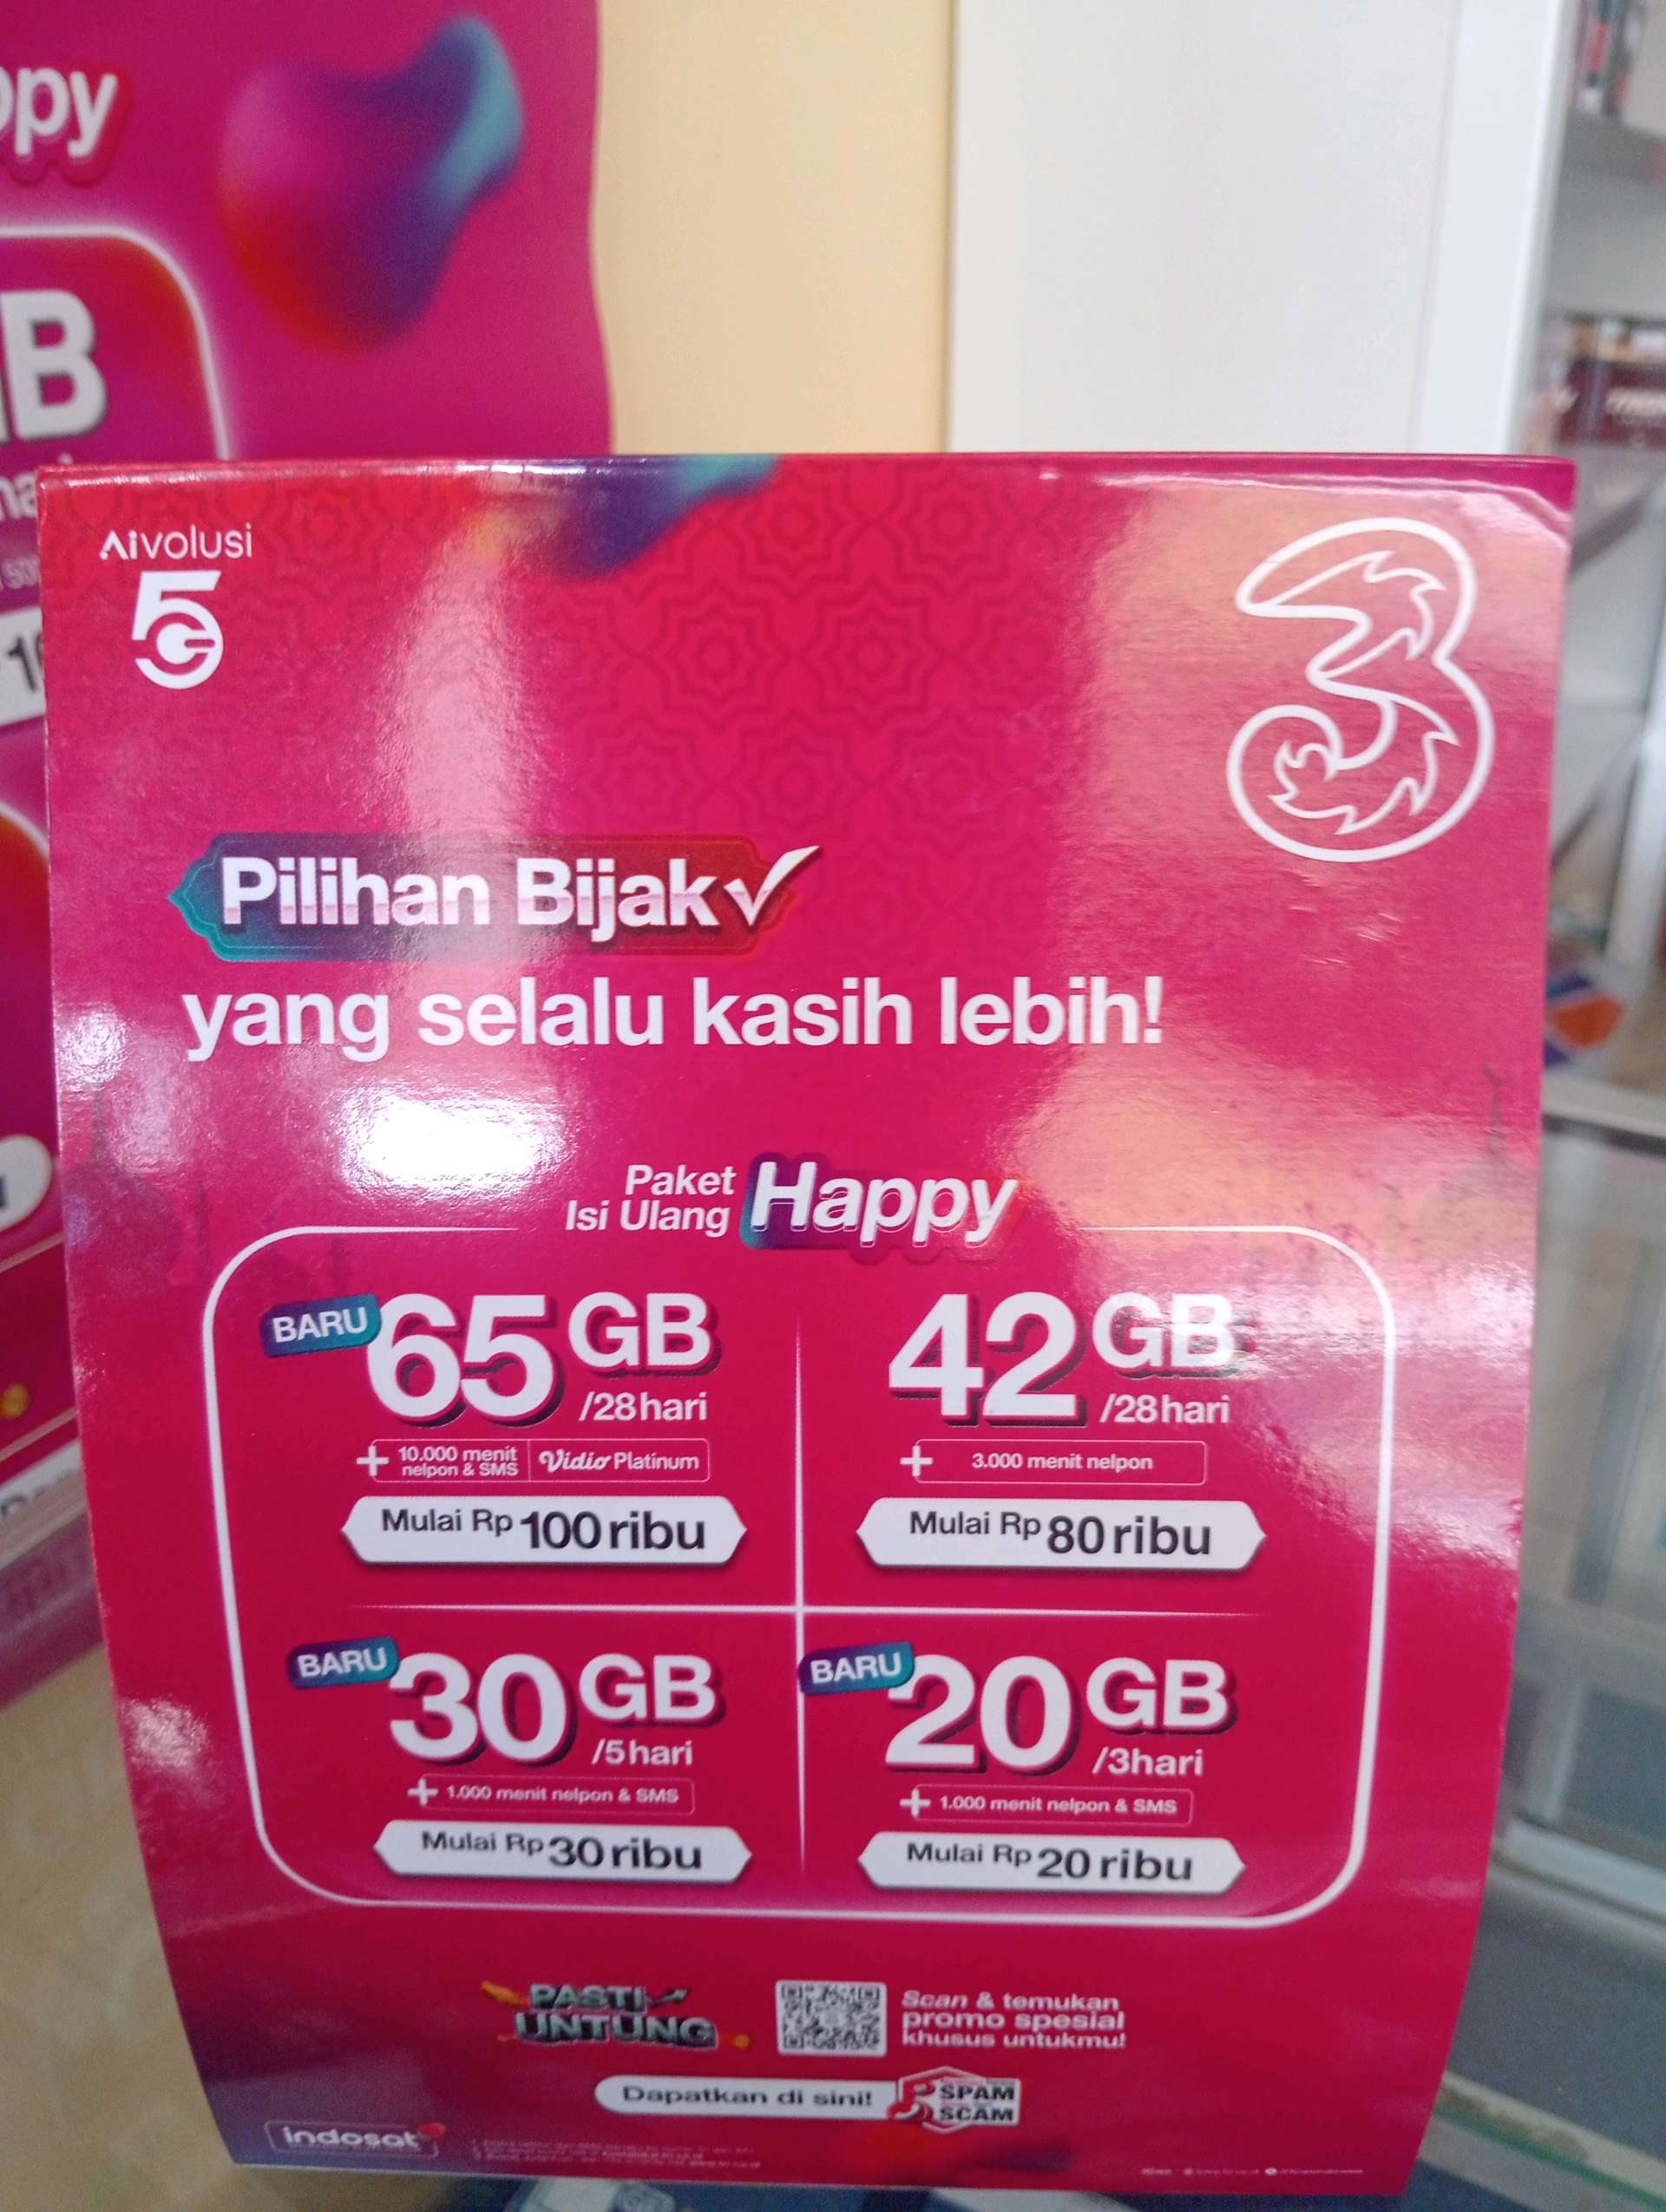 ppy
B
Aivolusi
5G
3
Pilihan Bijak
yang selalu kasih lebih!
Paket
Isi Ulang
Happy
BARU
65 GB
/28 hari
+ 10.000 menit
nelpon & SMS
Vidio Platinum
Mulai Rp 100 ribu
42 GB
/28 hari
+ 3.000 menit nelpon
Mulai Rp 80 ribu
BARU
30 GB
/5 hari
+ 1.000 menit nelpon & SMS
Mulai Rp 30 ribu
BARU
20 GB
/3 hari
+ 1.000 menit nelpon & SMS
Mulai Rp 20 ribu
PASTI
UNTUNG
Scan & temukan
promo spesial
khusus untukmu!
Dapatkan di sini!
SPAM
SCAM
indosat